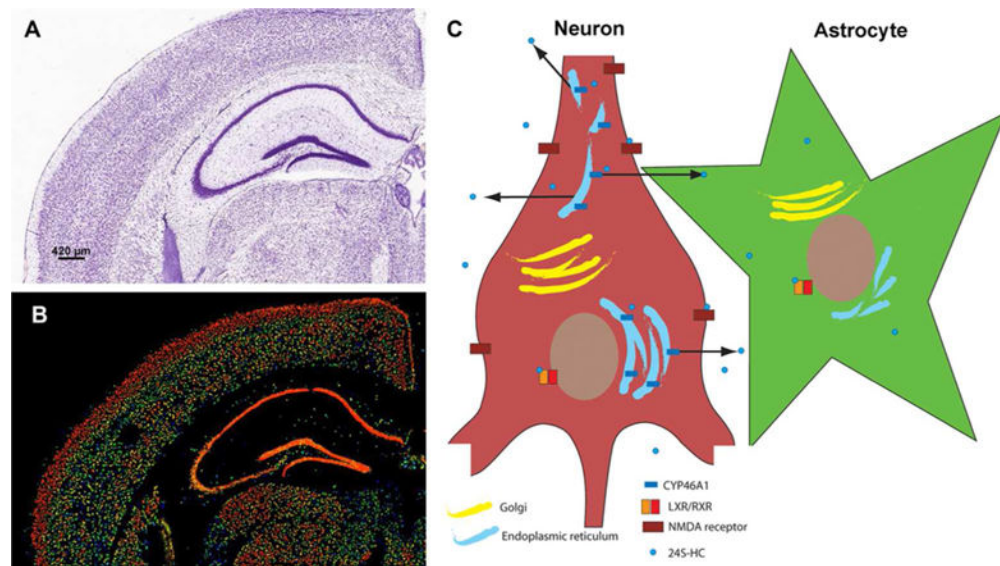 A
420 µm
B
C
Neuron
Astrocyte
Golgi
Endoplasmic reticulum
CYP46A1
LXR/RXR
NMDA receptor
24S-HC